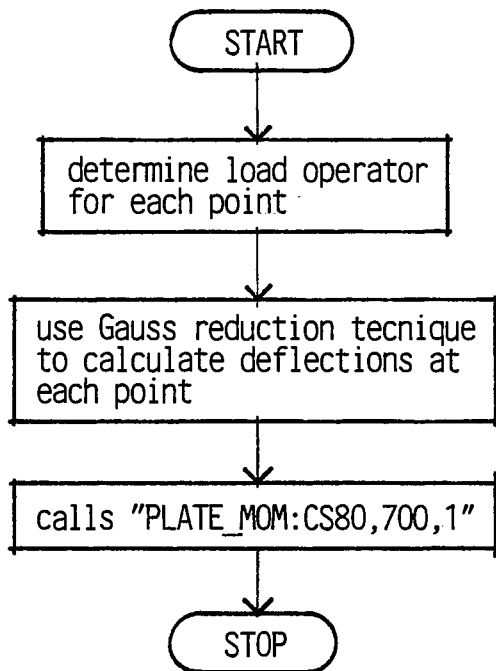 START
determine load operator
for each point
use Gauss reduction tecnique
to calculate deflections at
each point
calls "PLATE_MOM:CS80,700,1"
STOP